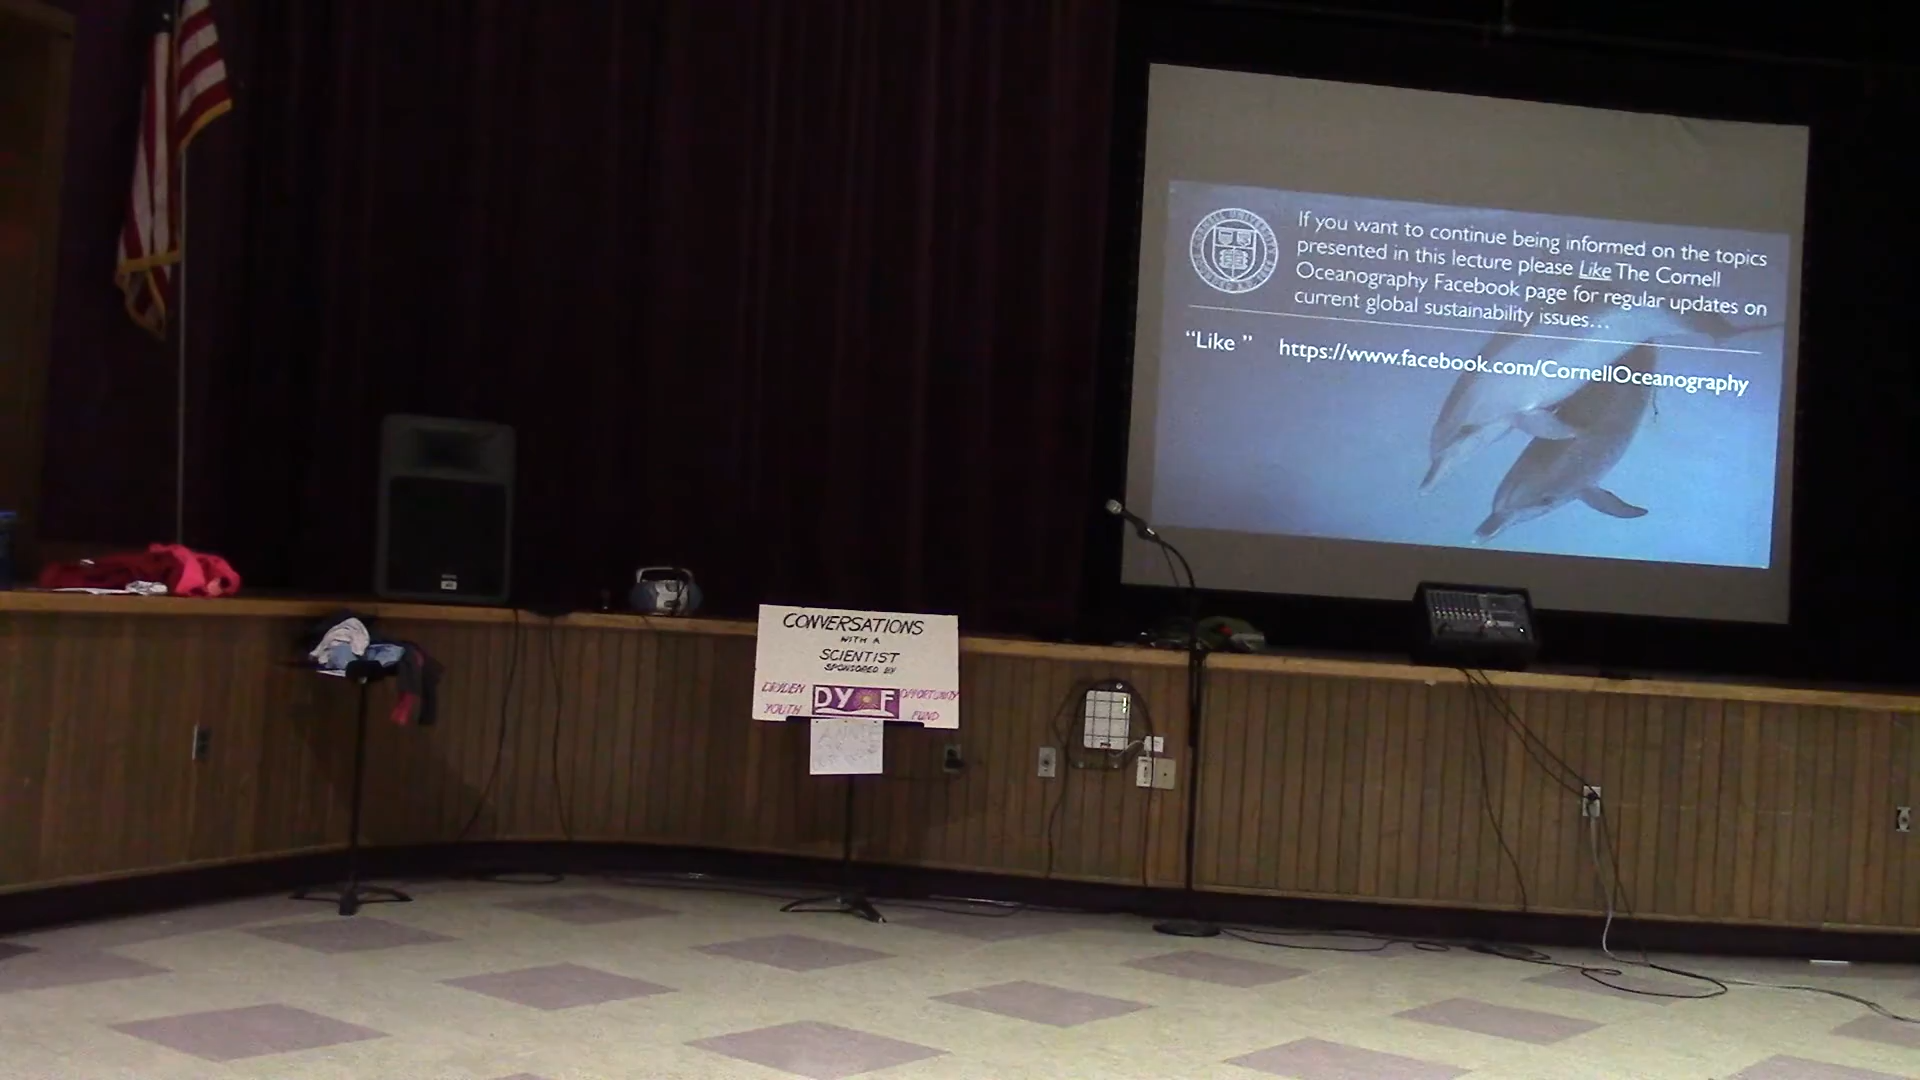 If you want to continue being informed on the topics
presented in this lecture please Like The Cornell
Oceanography Facebook page for regular updates on
current global sustainability issues...
“Like ” https://www.facebook.com/CornellOceanography
CONVERSATIONS
WITH A
SCIENTIST
SPONSORED BY
DRYDEN DYOF OPPORTUNITY
YOUTH FUND
ANNIE